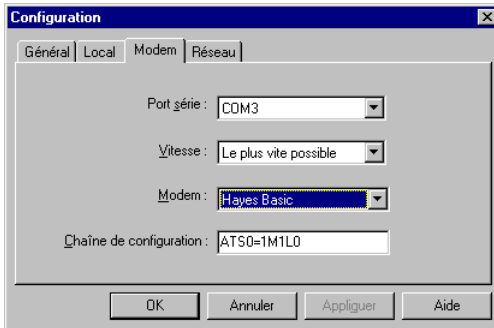 Configuration
Général Local Modem Réseau
Port série : COM3
Vitesse : Le plus vite possible
Modem : Hayes Basic
Chaîne de configuration : ATS0=1M1L0
OK Annuler Appliguer Aide